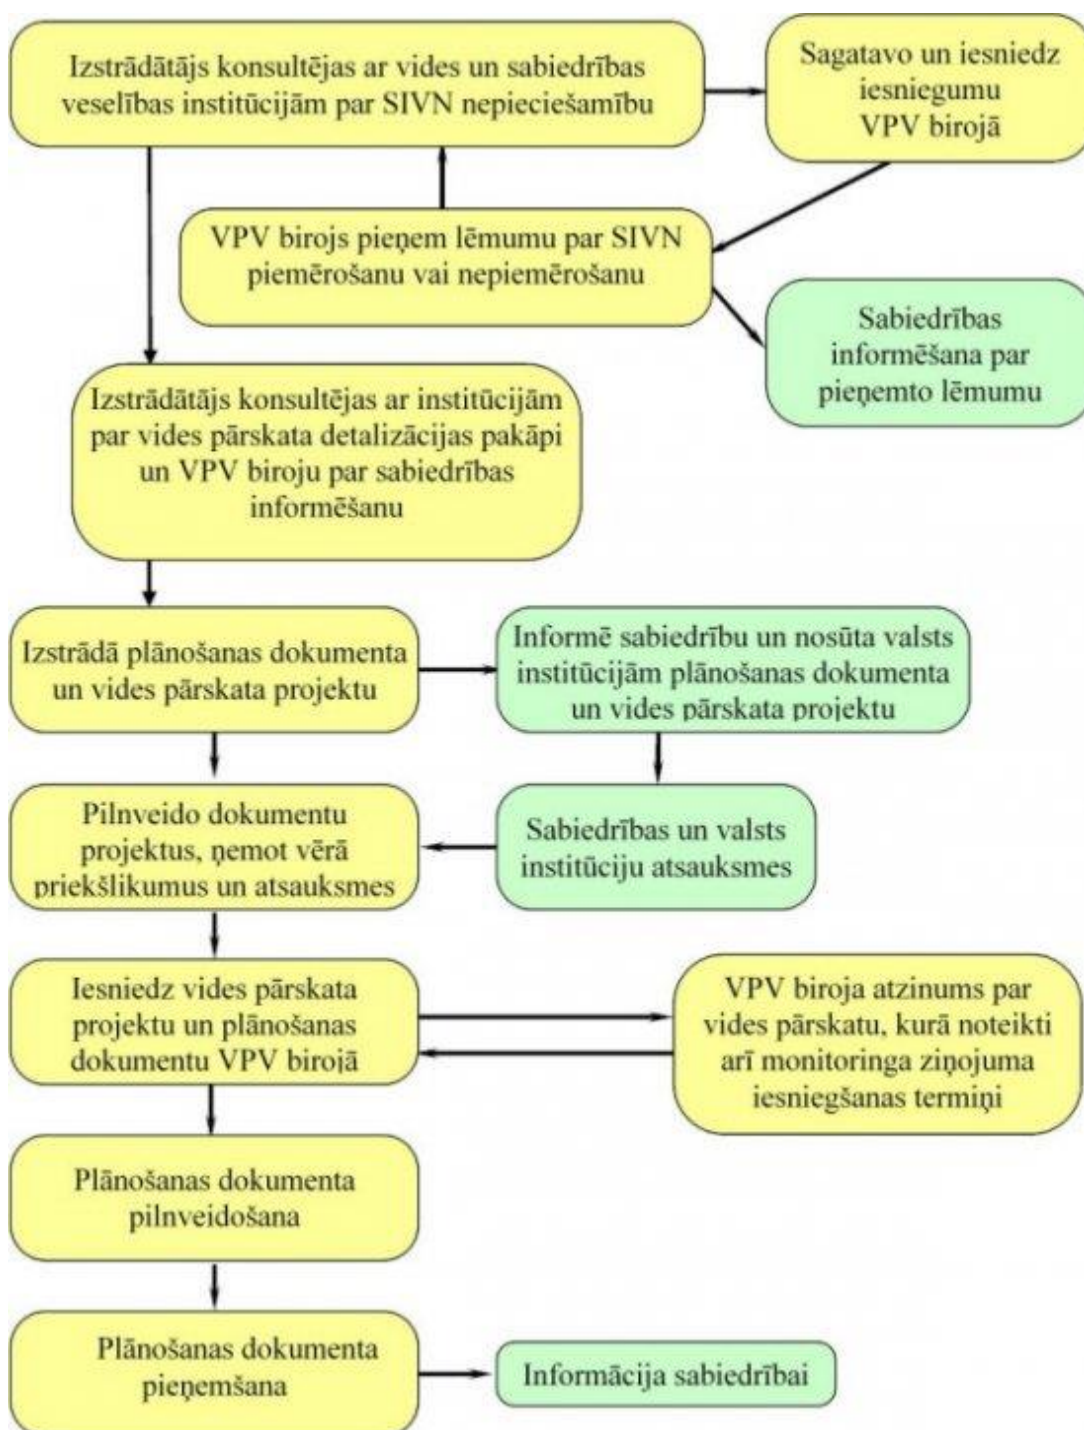 Izstrādātājs konsultējas ar vides un sabiedrības
veselības institūcijām par SIVN nepieciešamību
Sagatavo un iesniedz
iesniegumu
VPV birojā
VPV birojs pieņem lēmumu par SIVN
piemērošanu vai nepiemērošanu
Sabiedrības
informēšana par
pieņemto lēmumu
Izstrādātājs konsultējas ar institūcijām
par vides pārskata detalizācijas pakāpi
un VPV biroju par sabiedrības
informēšanu
Izstrādā plānošanas dokumenta
un vides pārskata projektu
Informē sabiedrību un nosūta valsts
institūcijām plānošanas dokumenta
un vides pārskata projektu
Pilnveido dokumentu
projektus, ņemot vērā
priekšlikumus un atsauksmes
Sabiedrības un valsts
institūciju atsauksmes
Iesniedz vides pārskata
projektu un plānošanas
dokumentu VPV birojā
VPV biroja atzinums par
vides pārskatu, kurā noteikti
arī monitoringa ziņojuma
iesniegšanas termiņi
Plānošanas dokumenta
pilnveidošana
Plānošanas dokumenta
pieņemšana
Informācija sabiedrībai